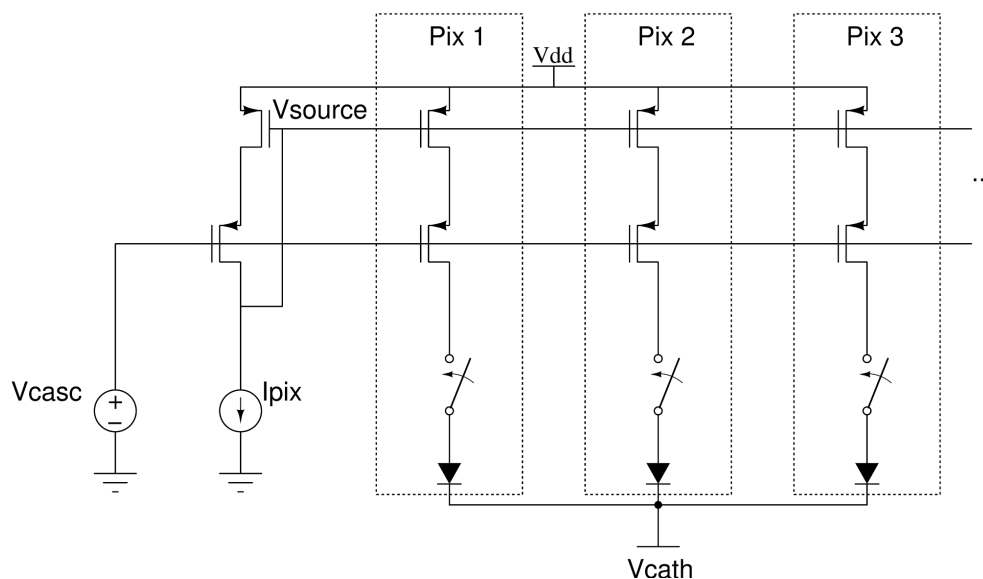 Pix 1
Pix 2
Pix 3
Vdd
Vsource
..
Vcasc
+
−
Ipix
Vcath